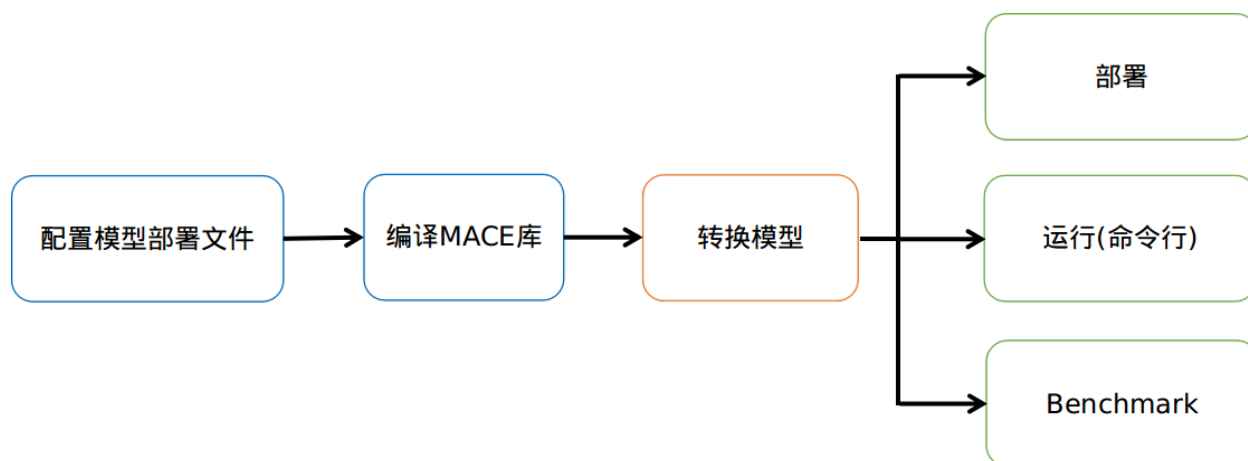 部署
配置模型部署文件
编译MACE库
转换模型
运行(命令行)
Benchmark